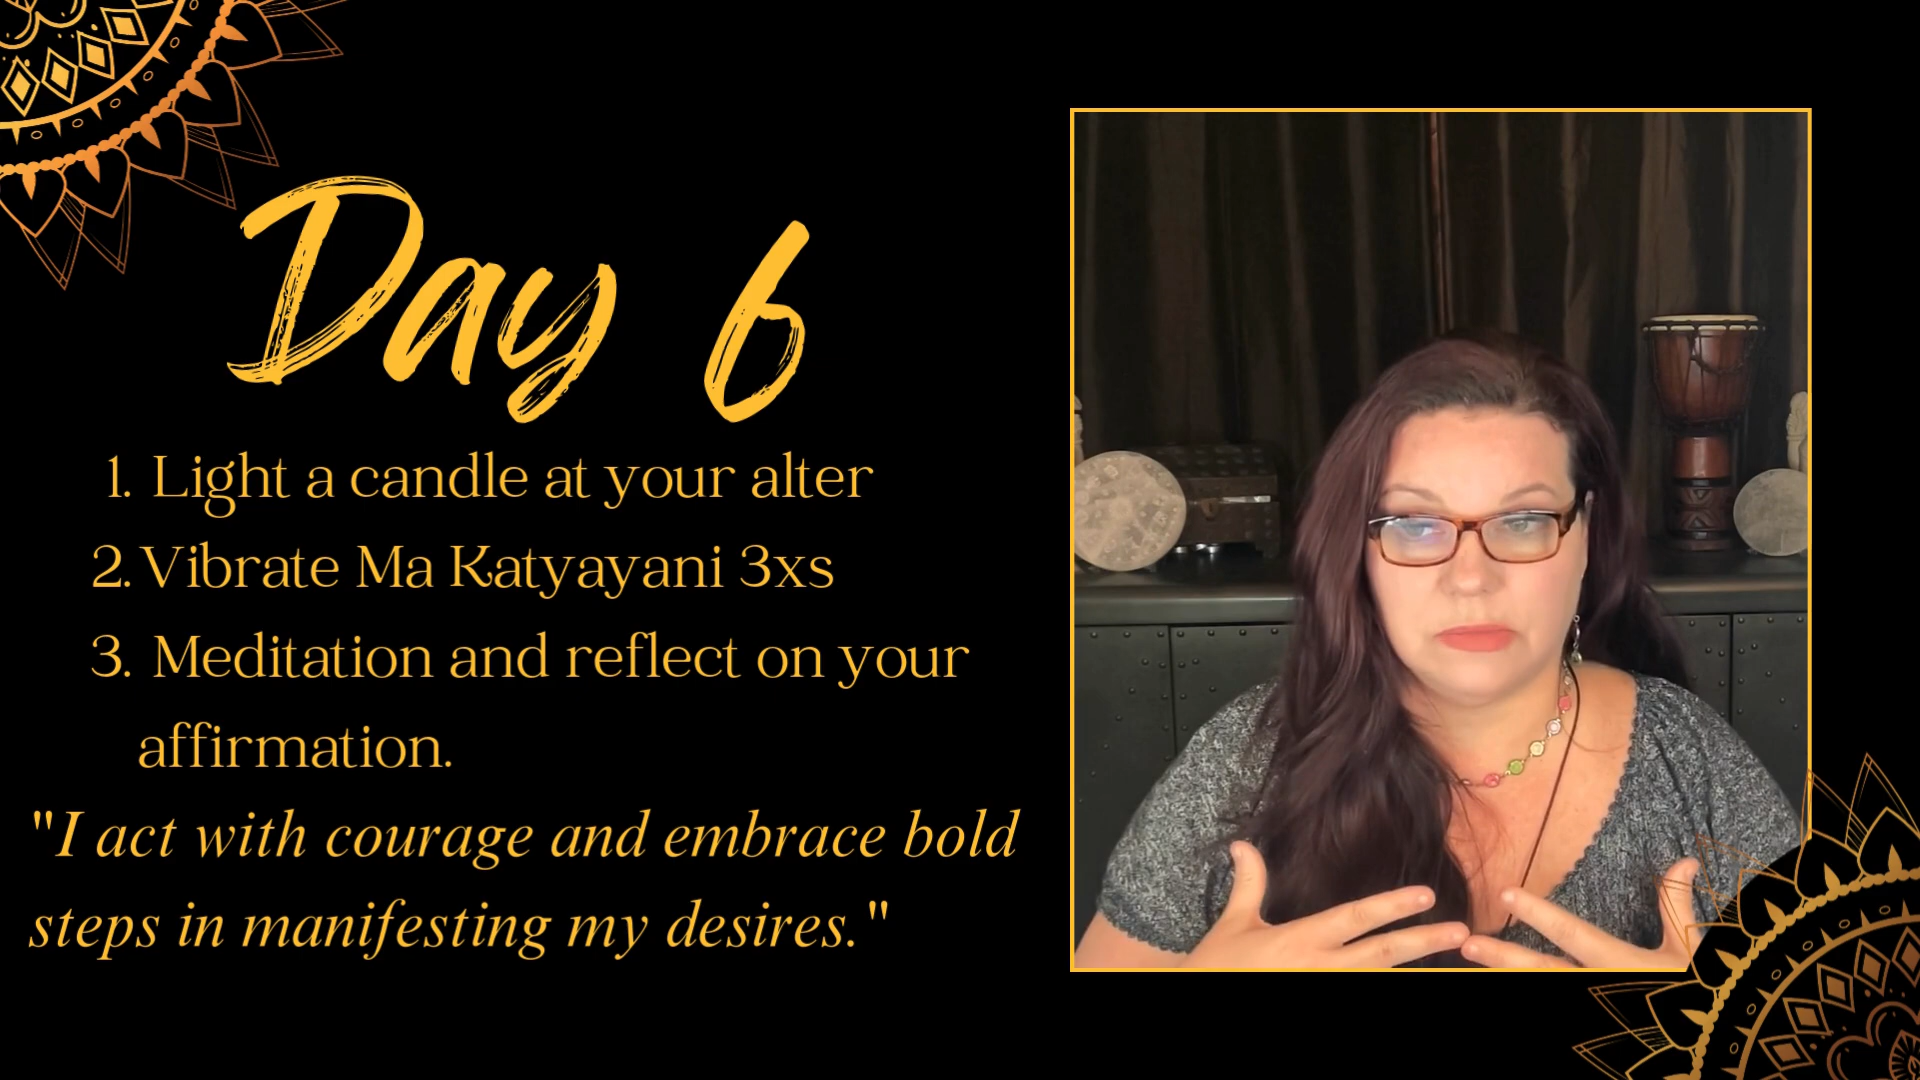 Day 6
1. Light a candle at your alter
2. Vibrate Ma Katyayani 3xs
3. Meditation and reflect on your
affirmation.
"I act with courage and embrace bold
steps in manifesting my desires."